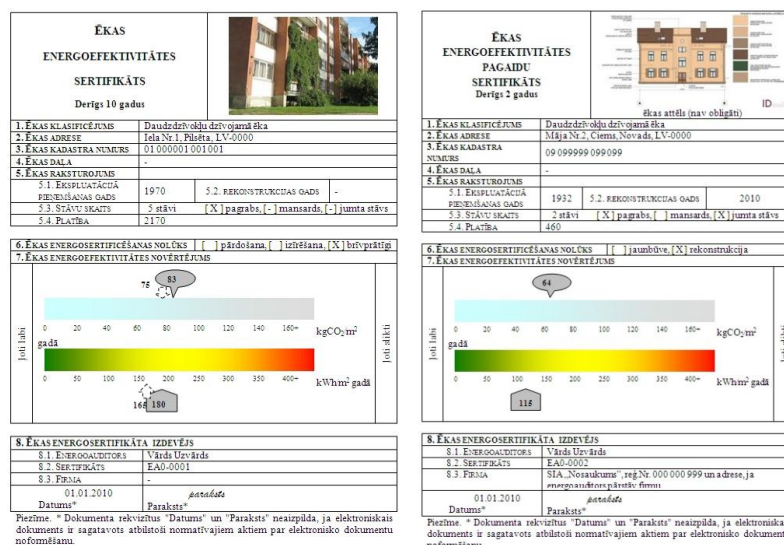 ĒKAS
ENERGOEFEKTIVITĀTES
SERTIFIKĀTS
Derīgs 10 gadus
1. ĒKAS KLASIFICĒJUMS Daudzdzīvokļu dzīvojamā ēka
2. ĒKAS ADRESE Iela Nr.1, Pilsēta, LV-0000
3. ĒKAS KADASTRA NUMURS 01000001001001
4. ĒKAS DAĻA -
5. ĒKAS RAKSTUROJUMS
5.1. EKSPLUATĀCIJĀ PIEŅEMŠANAS GADS 1970 5.2. REKONSTRUKCIJAS GADS -
5.3. STĀVU SKAITS 5 stāvi [ X ] pagrabs, [ - ] mansards, [ - ] jumta stāvs
5.4. PLATĪBA 2170
6. ĒKAS ENERGOSERTIFICĒŠANAS NOLŪKS [ ] pārdošana, [ ] izīrēšana, [ X ] brīvprātīgi
7. ĒKAS ENERGOEFEKTIVITĀTES NOVĒRTĒJUMS
75 83
0 20 40 60 80 100 120 140 160+ kgCO2/m²
gadā
Ļoti labi
Ļoti slikti
0 50 100 150 200 250 300 350 400+ kWh/m² gadā
165 180
8. ĒKAS ENERGOSERTIFIKĀTA IZDEVĒJS
8.1. ENERGOAUDITORS Vārds Uzvārds
8.2. SERTIFIKĀTS EA0-0001
8.3. FIRMA -
01.01.2010 paraksts
Datums* Paraksts*
Piezīme. * Dokumenta rekvizītus "Datums" un "Paraksts" neaizpilda, ja elektroniskais
dokuments ir sagatavots atbilstoši normatīvajiem aktiem par elektronisko dokumentu
noformēšanu.
ĒKAS
ENERGOEFEKTIVITĀTES
PAGAIDU
SERTIFIKĀTS
Derīgs 2 gadus
ID
ēkas attēls (nav obligāti)
1. ĒKAS KLASIFICĒJUMS Daudzdzīvokļu dzīvojamā ēka
2. ĒKAS ADRESE Māja Nr.2, Ciems, Novads, LV-0000
3. ĒKAS KADASTRA NUMURS 09 099999 099 099
4. ĒKAS DAĻA -
5. ĒKAS RAKSTUROJUMS
5.1. EKSPLUATĀCIJĀ PIEŅEMŠANAS GADS 1932 5.2. REKONSTRUKCIJAS GADS 2010
5.3. STĀVU SKAITS 2 stāvi [ X ] pagrabs, [ ] mansards, [ X ] jumta stāvs
5.4. PLATĪBA 460
6. ĒKAS ENERGOSERTIFICĒŠANAS NOLŪKS [ ] jaunbūve, [ X ] rekonstrukcija
7. ĒKAS ENERGOEFEKTIVITĀTES NOVĒRTĒJUMS
64
0 20 40 60 80 100 120 140 160+ kgCO2/m²
gadā
Ļoti labi
Ļoti slikti
0 50 100 150 200 250 300 350 400+ kWh/m² gadā
115
8. ĒKAS ENERGOSERTIFIKĀTA IZDEVĒJS
8.1. ENERGOAUDITORS Vārds Uzvārds
8.2. SERTIFIKĀTS EA0-0002
8.3. FIRMA SIA „Nosaukums", reģ.Nr. 000 000 999 un adrese, ja
energoauditors pārstāv firmu
01.01.2010 paraksts
Datums* Paraksts*
Piezīme. * Dokumenta rekvizītus "Datums" un "Paraksts" neaizpilda, ja elektroniskais
dokuments ir sagatavots atbilstoši normatīvajiem aktiem par elektronisko dokumentu
noformēšanu.